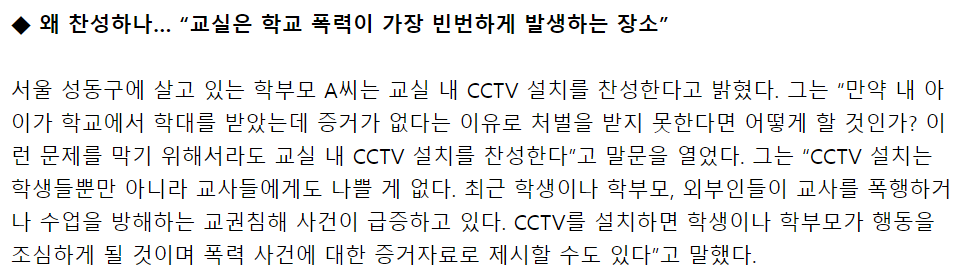 ◆ 왜 찬성하나... “교실은 학교 폭력이 가장 빈번하게 발생하는 장소”
서울 성동구에 살고 있는 학부모 A씨는 교실 내 CCTV 설치를 찬성한다고 밝혔다. 그는 “만약 내 아
이가 학교에서 학대를 받았는데 증거가 없다는 이유로 처벌을 받지 못한다면 어떻게 할 것인가? 이
런 문제를 막기 위해서라도 교실 내 CCTV 설치를 찬성한다”고 말문을 열었다. 그는 “CCTV 설치는
학생들뿐만 아니라 교사들에게도 나쁠 게 없다. 최근 학생이나 학부모, 외부인들이 교사를 폭행하거
나 수업을 방해하는 교권침해 사건이 급증하고 있다. CCTV를 설치하면 학생이나 학부모가 행동을
조심하게 될 것이며 폭력 사건에 대한 증거자료로 제시할 수도 있다”고 말했다.